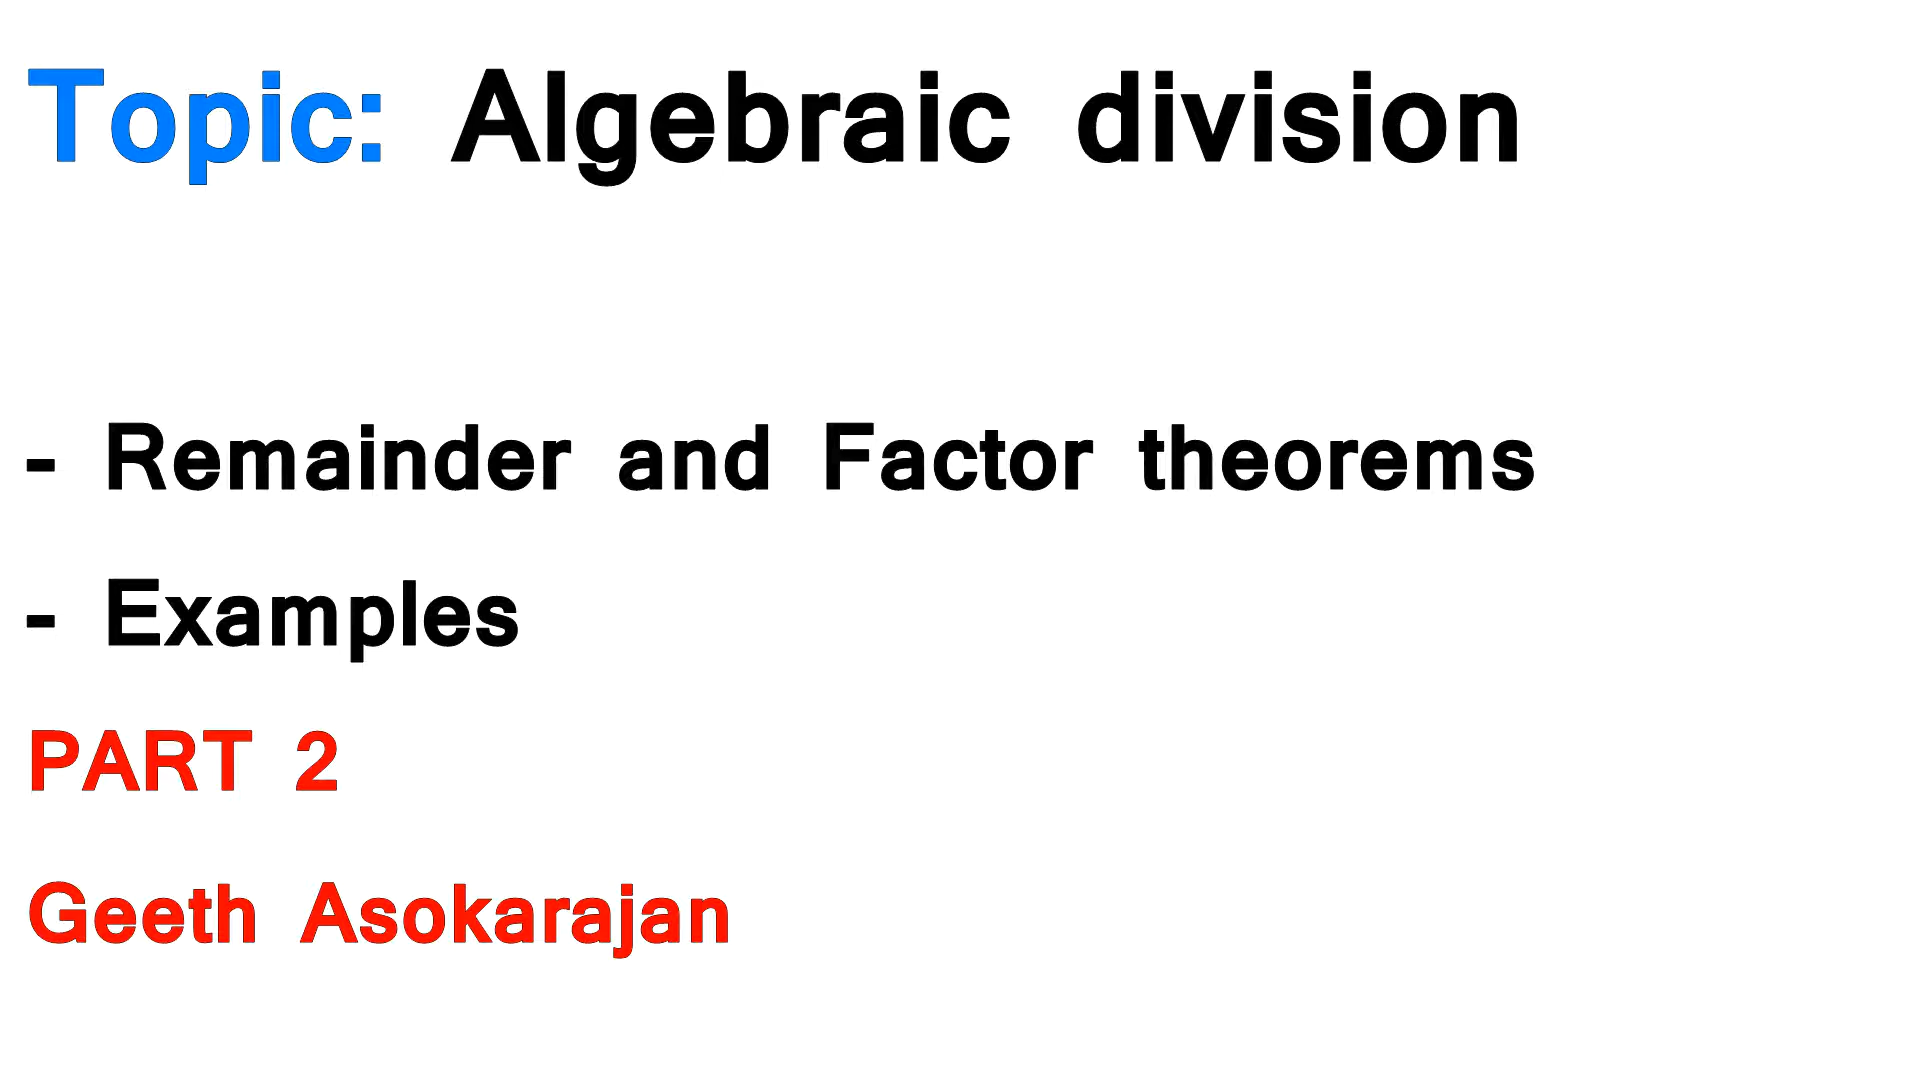 Topic: Algebraic division
- Remainder and Factor theorems
- Examples
PART 2
Geeth Asokarajan